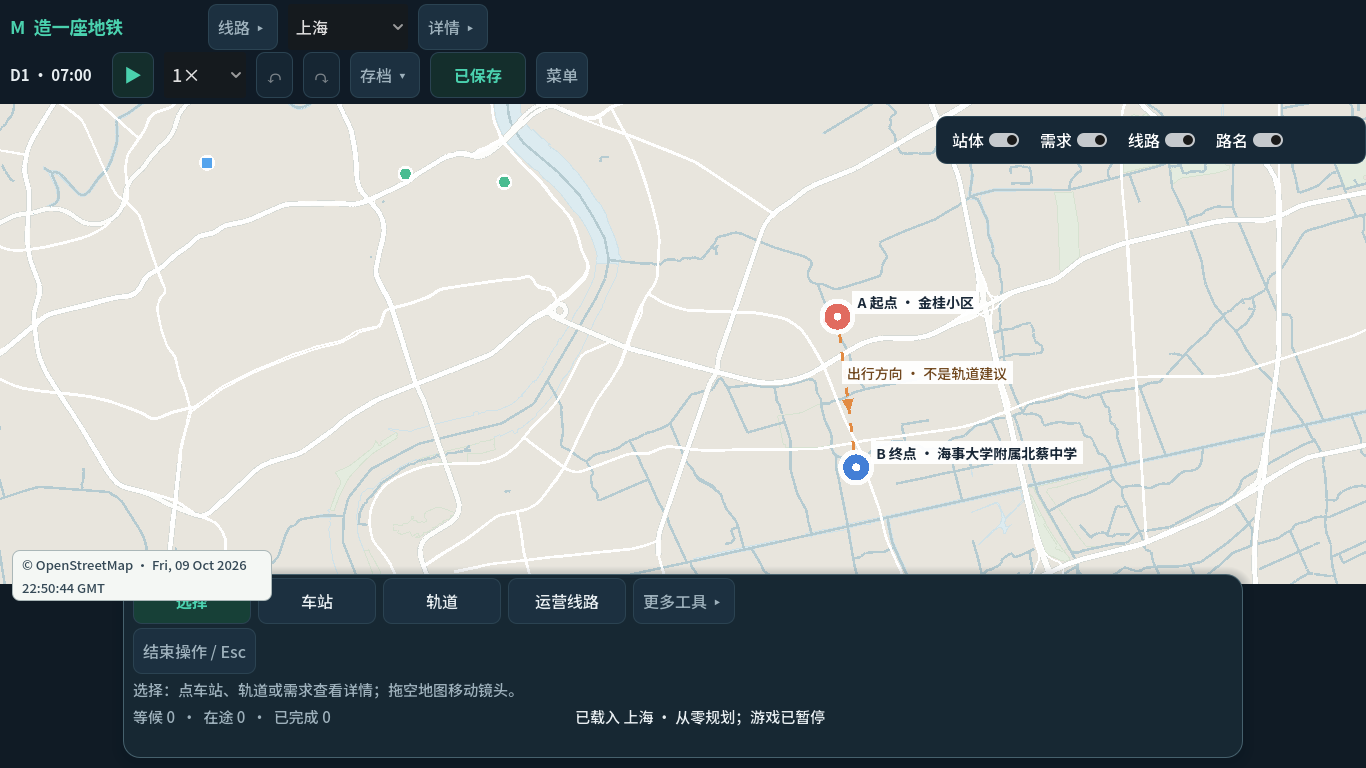 M 造一座地铁
线路 ▸
上海
详情 ▸
D1 · 07:00
1×
存档 ▾
已保存
菜单
站体
需求
线路
路名
A 起点 · 金桂小区
出行方向 · 不是轨道建议
B 终点 · 海事大学附属北蔡中学
© OpenStreetMap · Fri, 09 Oct 2026
22:50:44 GMT
选择
车站
轨道
运营线路
更多工具 ▸
结束操作 / Esc
选择：点车站、轨道或需求查看详情；拖空地图移动镜头。
等候 0 · 在途 0 · 已完成 0
已载入 上海 · 从零规划；游戏已暂停